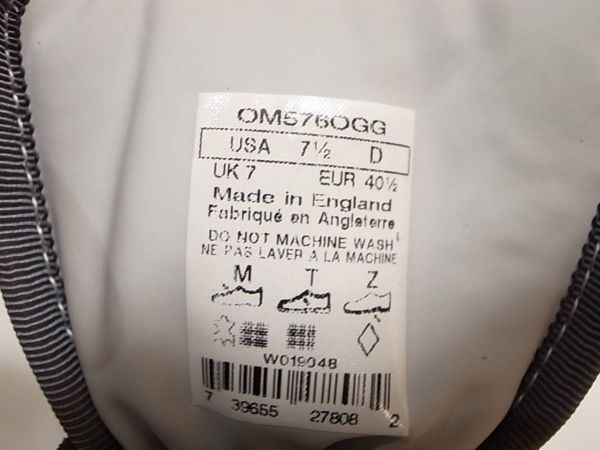 OM576OGG
USA 7½ D
UK 7 EUR 40½
Made in England
Fabriqué en Angleterre
DO NOT MACHINE WASH
NE PAS LAVER A LA MACHINE
M T Z
W019048
7 39655 27808 2